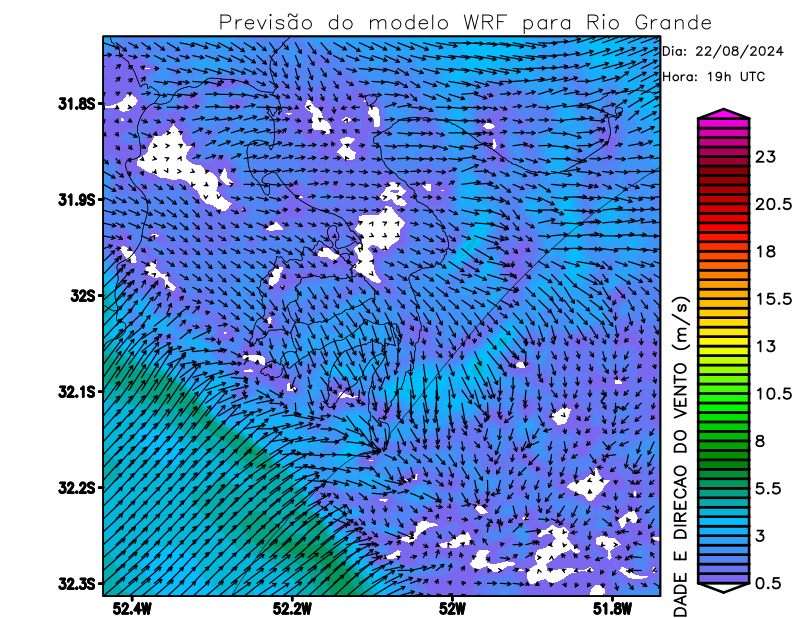 Previsão do modelo WRF para Rio Grande
Dia: 22/08/2024
Hora: 19h UTC
31.8S
31.9S
32S
32.1S
32.2S
32.3S
52.4W
52.2W
52W
51.8W
23
20.5
18
15.5
13
10.5
8
5.5
3
0.5
DADE E DIRECAO DO VENTO (m/s)